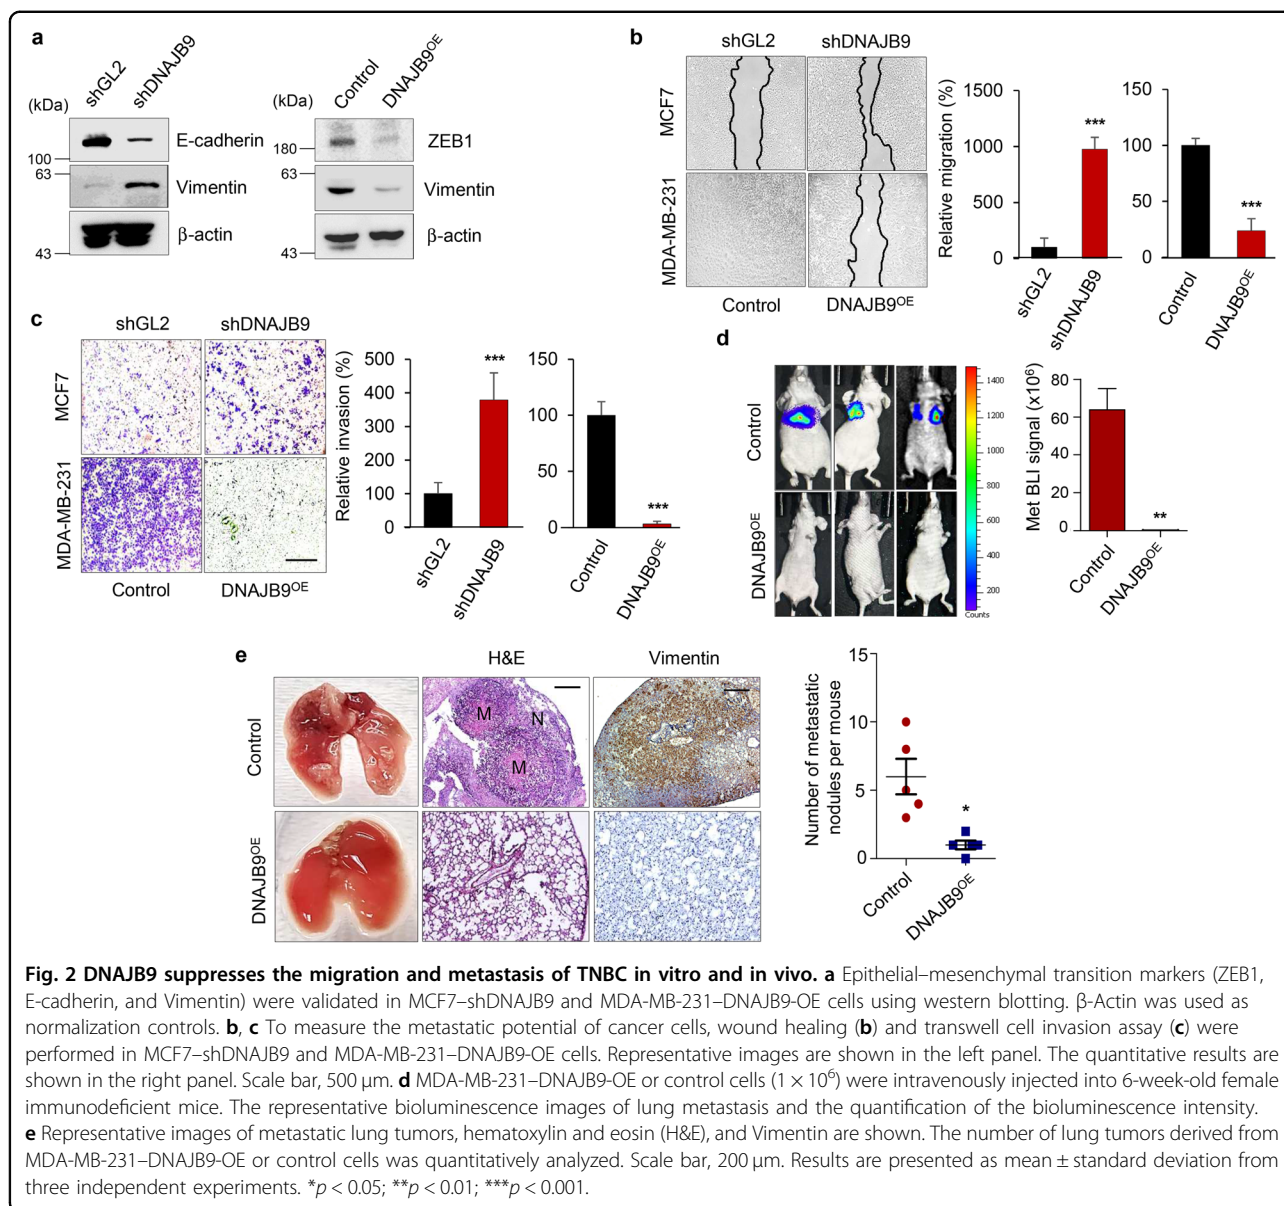 a
shGL2
shDNAJB9
(kDa)
E-cadherin
100
63
Vimentin
β-actin
43
Control
DNAJB9OE
(kDa)
180
ZEB1
63
Vimentin
β-actin
43
b
shGL2
shDNAJB9
MCF7
MDA-MB-231
Control
DNAJB9OE
Relative migration (%)
1500
1000
500
0
***
shGL2
shDNAJB9
150
100
50
0
***
Control
DNAJB9OE
c
shGL2
shDNAJB9
MCF7
MDA-MB-231
Control
DNAJB9OE
Relative invasion (%)
500
400
300
200
100
0
***
shGL2
shDNAJB9
150
100
50
0
***
Control
DNAJB9OE
d
Control
DNAJB9OE
1400
1200
1000
800
600
400
200
Counts
Met BLI signal (x10⁶)
80
60
40
20
0
**
Control
DNAJB9OE
e
H&E
Vimentin
Control
M
N
M
DNAJB9OE
Number of metastatic
nodules per mouse
15
10
5
0
*
Control
DNAJB9OE
Fig. 2 DNAJB9 suppresses the migration and metastasis of TNBC in vitro and in vivo. a Epithelial–mesenchymal transition markers (ZEB1,
E-cadherin, and Vimentin) were validated in MCF7–shDNAJB9 and MDA-MB-231–DNAJB9-OE cells using western blotting. β-Actin was used as
normalization controls. b, c To measure the metastatic potential of cancer cells, wound healing (b) and transwell cell invasion assay (c) were
performed in MCF7–shDNAJB9 and MDA-MB-231–DNAJB9-OE cells. Representative images are shown in the left panel. The quantitative results are
shown in the right panel. Scale bar, 500 μm. d MDA-MB-231–DNAJB9-OE or control cells (1 × 10⁶) were intravenously injected into 6-week-old female
immunodeficient mice. The representative bioluminescence images of lung metastasis and the quantification of the bioluminescence intensity.
e Representative images of metastatic lung tumors, hematoxylin and eosin (H&E), and Vimentin are shown. The number of lung tumors derived from
MDA-MB-231–DNAJB9-OE or control cells was quantitatively analyzed. Scale bar, 200 μm. Results are presented as mean ± standard deviation from
three independent experiments. *p < 0.05; **p < 0.01; ***p < 0.001.